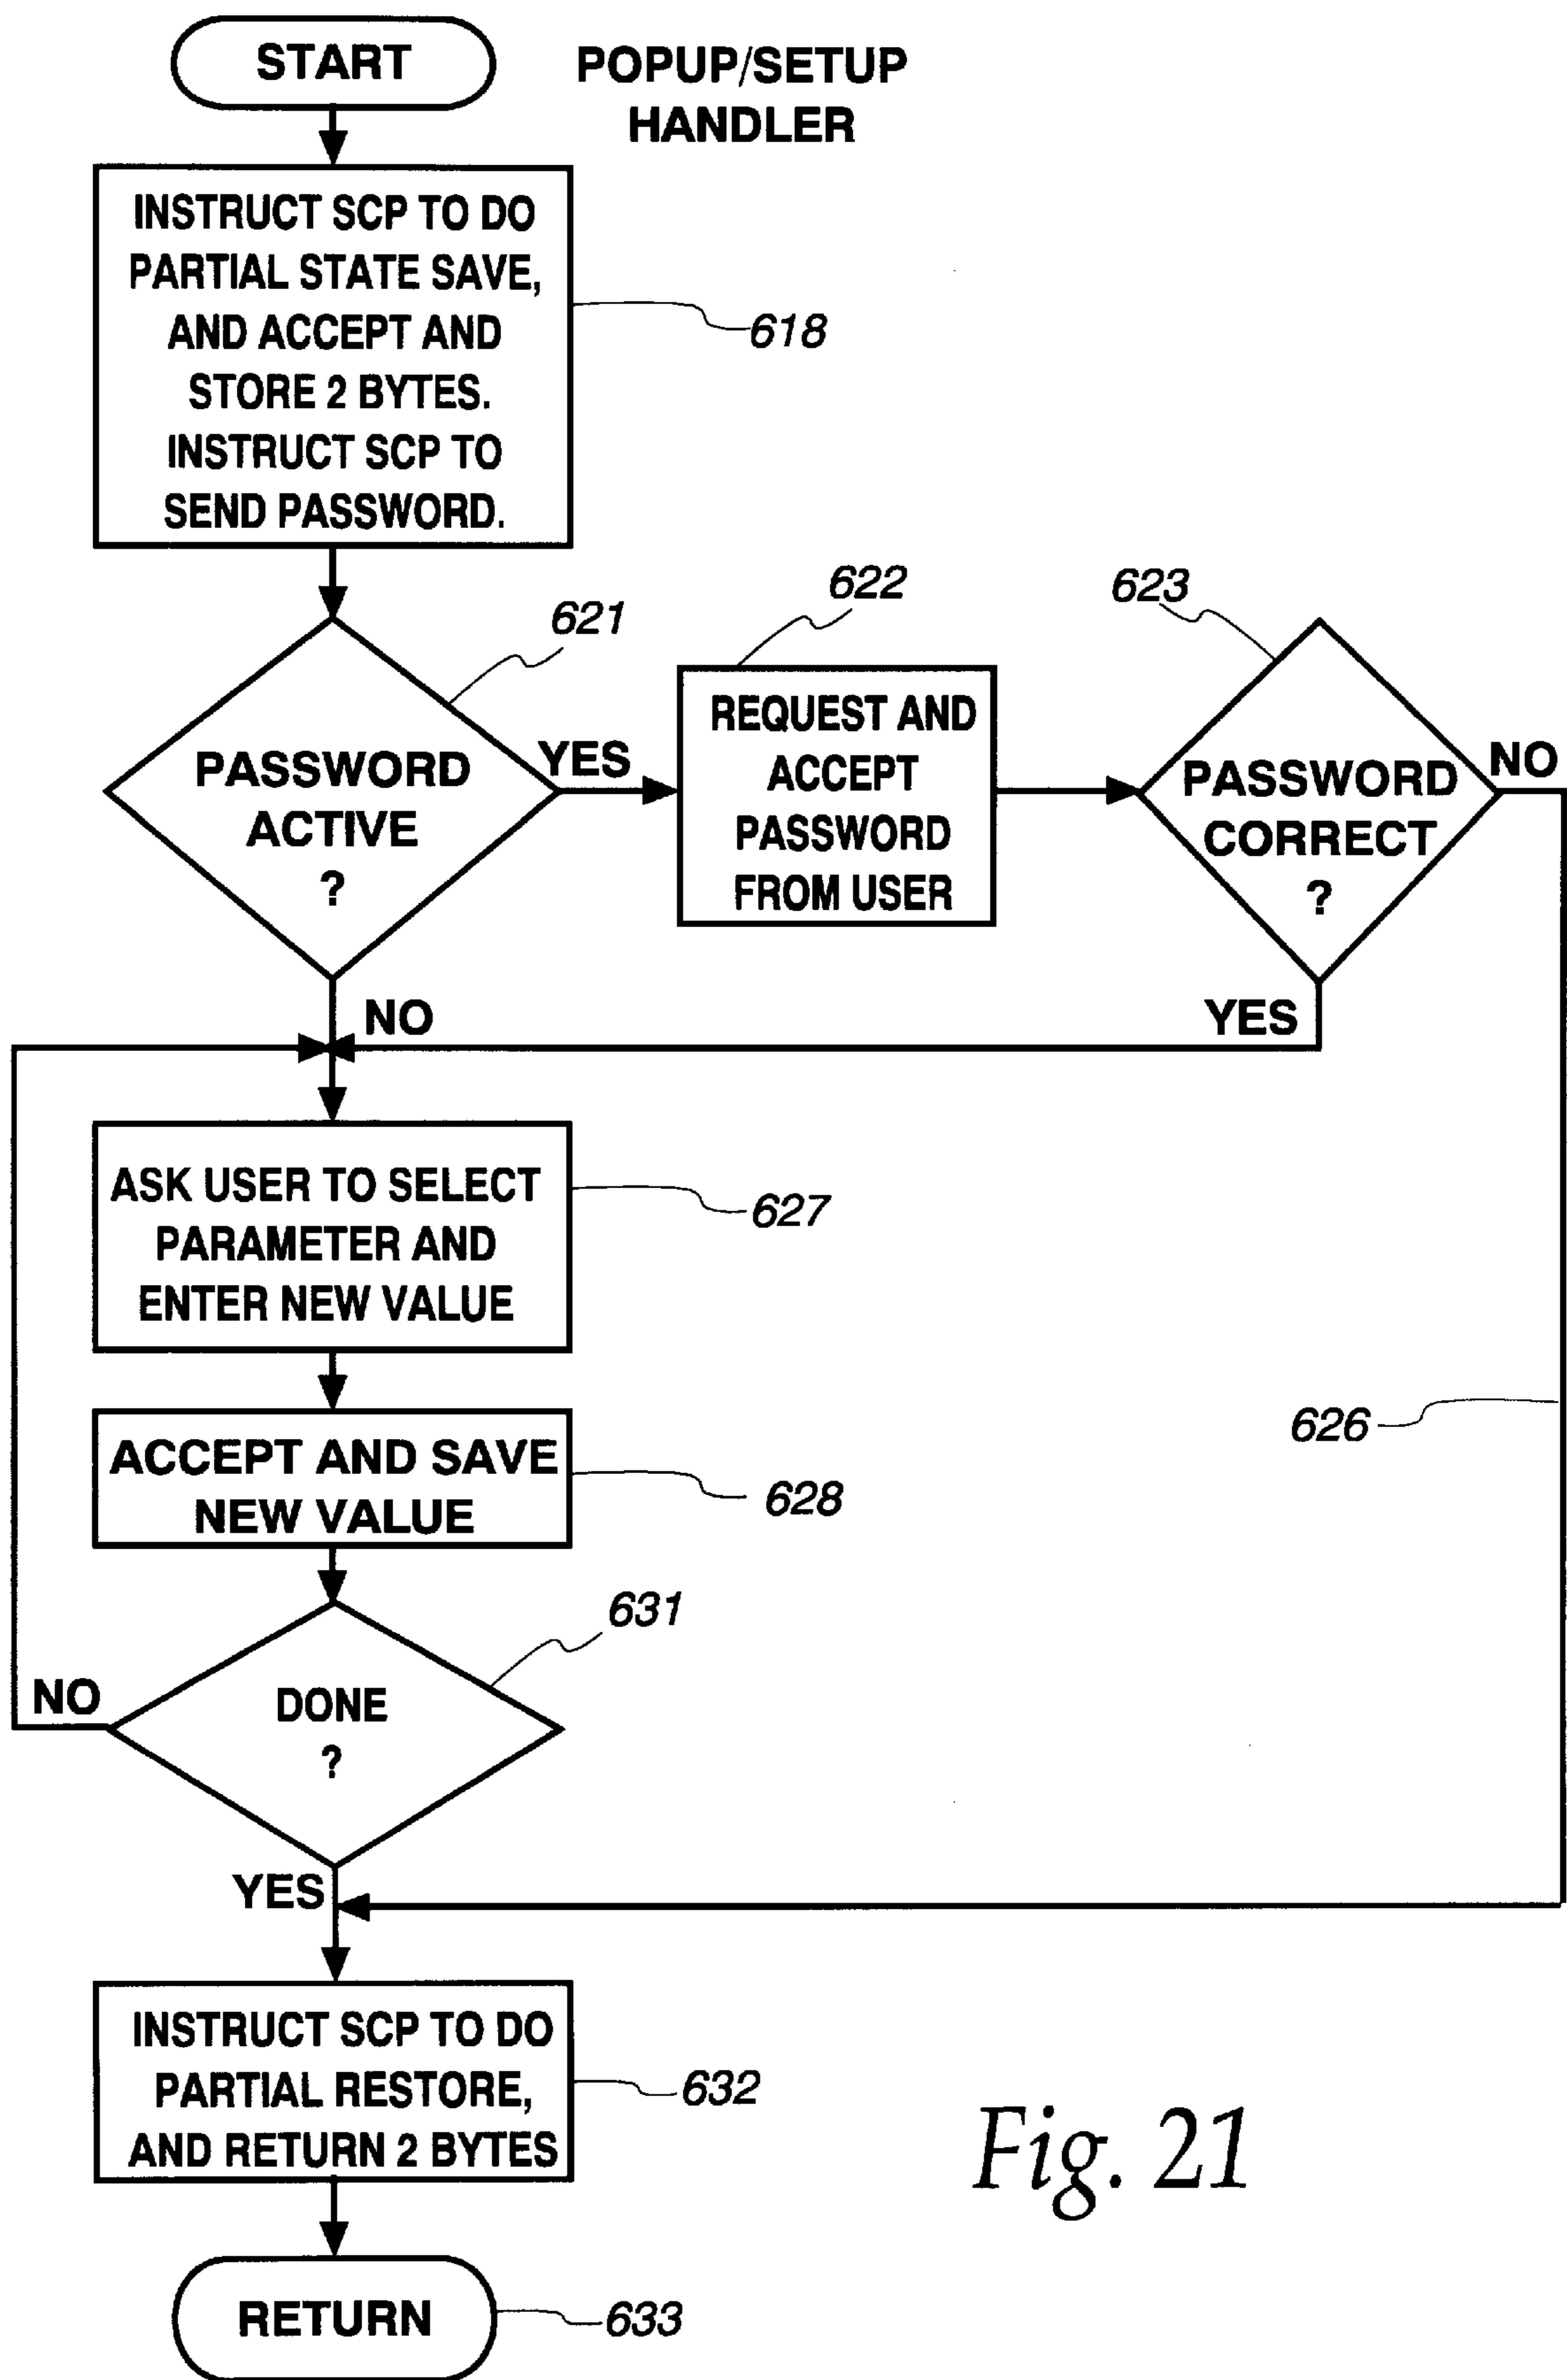 START
POPUP/SETUP
HANDLER
INSTRUCT SCP TO DO
PARTIAL STATE SAVE,
AND ACCEPT AND
STORE 2 BYTES.
INSTRUCT SCP TO
SEND PASSWORD.
618
621
622
623
PASSWORD
ACTIVE
?
YES
REQUEST AND
ACCEPT
PASSWORD
FROM USER
PASSWORD
CORRECT
?
NO
NO
YES
ASK USER TO SELECT
PARAMETER AND
ENTER NEW VALUE
627
626
ACCEPT AND SAVE
NEW VALUE
628
631
DONE
?
NO
YES
INSTRUCT SCP TO DO
PARTIAL RESTORE,
AND RETURN 2 BYTES
632
RETURN
633
Fig. 21